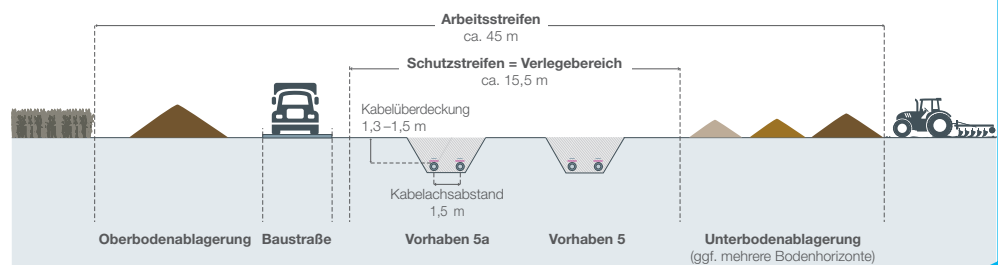 Arbeitsstreifen
ca. 45 m
Schutzstreifen = Verlegebereich
ca. 15,5 m
Kabelüberdeckung
1,3–1,5 m
Kabelachsabstand
1,5 m
Oberbodenablagerung
Baustraße
Vorhaben 5a
Vorhaben 5
Unterbodenablagerung
(ggf. mehrere Bodenhorizonte)